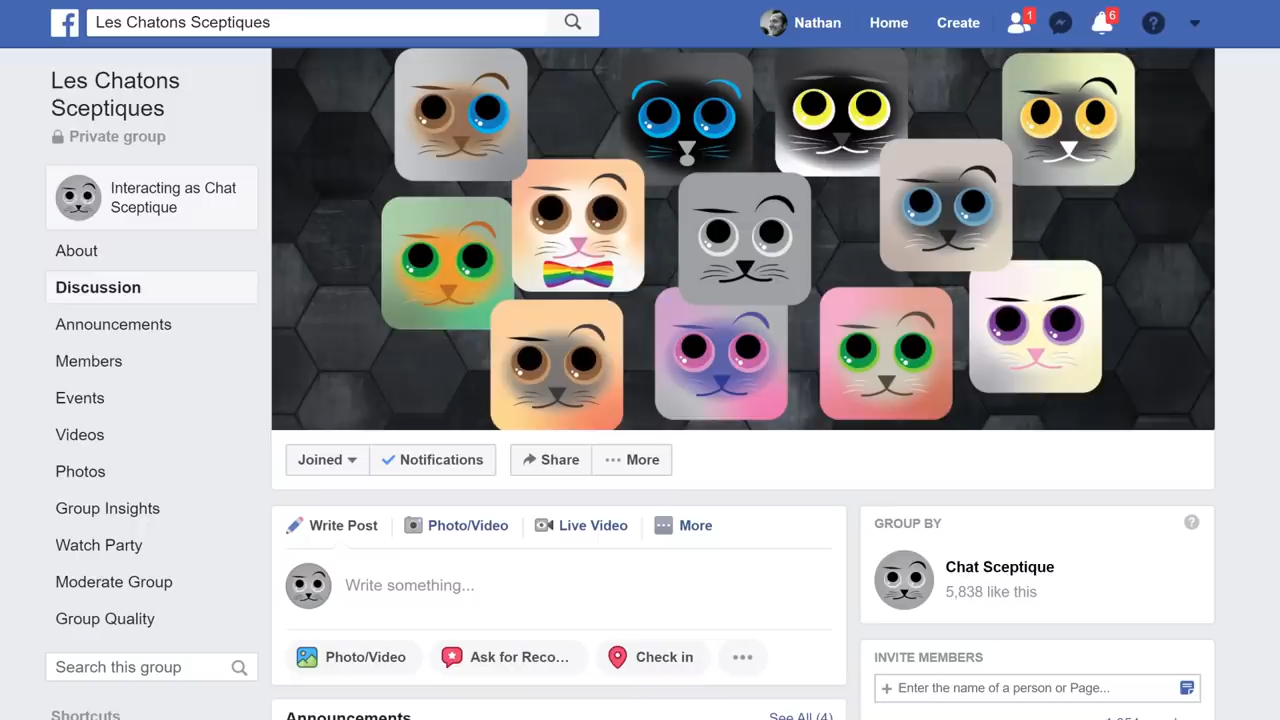 Les Chatons Sceptiques
Nathan
Home
Create
1
6
?
Les Chatons
Sceptiques
Private group
Interacting as Chat
Sceptique
About
Discussion
Announcements
Members
Events
Videos
Photos
Group Insights
Watch Party
Moderate Group
Group Quality
Search this group
Shortcuts
Joined
Notifications
Share
More
Write Post
Photo/Video
Live Video
More
Write something...
Photo/Video
Ask for Reco...
Check in
Announcements
See All (4)
GROUP BY
?
Chat Sceptique
5,838 like this
INVITE MEMBERS
+ Enter the name of a person or Page...